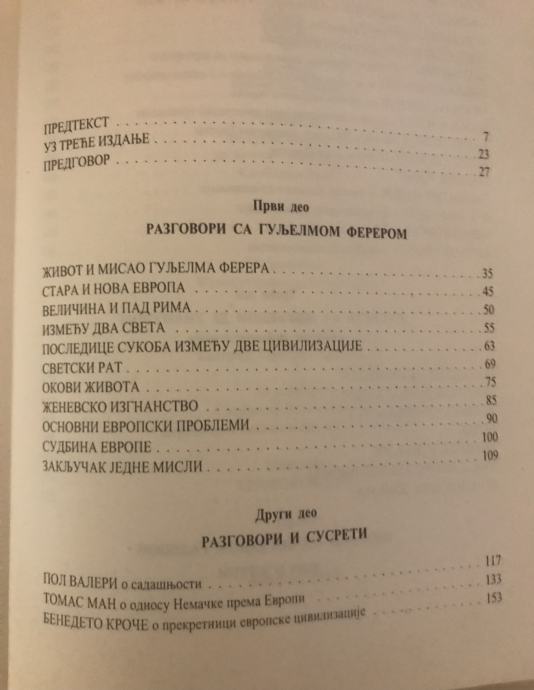 ПРЕДТЕКСТ . . . . . . . . . . . . . . . . . . . . 7
УЗ ТРЕЋЕ ИЗДАЊЕ . . . . . . . . . . . . . . . . . . . . 23
ПРЕДГОВОР . . . . . . . . . . . . . . . . . . . . 27
Први део
РАЗГОВОРИ СА ГУЉЕЛМОМ ФЕРЕРОМ
ЖИВОТ И МИСАО ГУЉЕЛМА ФЕРЕРА . . . . . . . . . . . . . . . . . . . . 35
СТАРА И НОВА ЕВРОПА . . . . . . . . . . . . . . . . . . . . 45
ВЕЛИЧИНА И ПАД РИМА . . . . . . . . . . . . . . . . . . . . 50
ИЗМЕЂУ ДВА СВЕТА . . . . . . . . . . . . . . . . . . . . 55
ПОСЛЕДИЦЕ СУКОБА ИЗМЕЂУ ДВЕ ЦИВИЛИЗАЦИЈЕ . . . . . . . . . . . . 63
СВЕТСКИ РАТ . . . . . . . . . . . . . . . . . . . . 69
ОКОВИ ЖИВОТА . . . . . . . . . . . . . . . . . . . . 75
ЖЕНЕВСКО ИЗГНАНСТВО . . . . . . . . . . . . . . . . . . . . 85
ОСНОВНИ ЕВРОПСКИ ПРОБЛЕМИ . . . . . . . . . . . . . . . . . . . . 90
СУДБИНА ЕВРОПЕ . . . . . . . . . . . . . . . . . . . . 100
ЗАКЉУЧАК ЈЕДНЕ МИСЛИ . . . . . . . . . . . . . . . . . . . . 109
Други део
РАЗГОВОРИ И СУСРЕТИ
ПОЛ ВАЛЕРИ о садашњости . . . . . . . . . . . . . . . . . . . . 117
ТОМАС МАН о односу Немачке према Европи . . . . . . . . . . . . . . . . 133
БЕНЕДЕТО КРОЧЕ о прекретници европске цивилизације . . . . . . . . . . . . 153